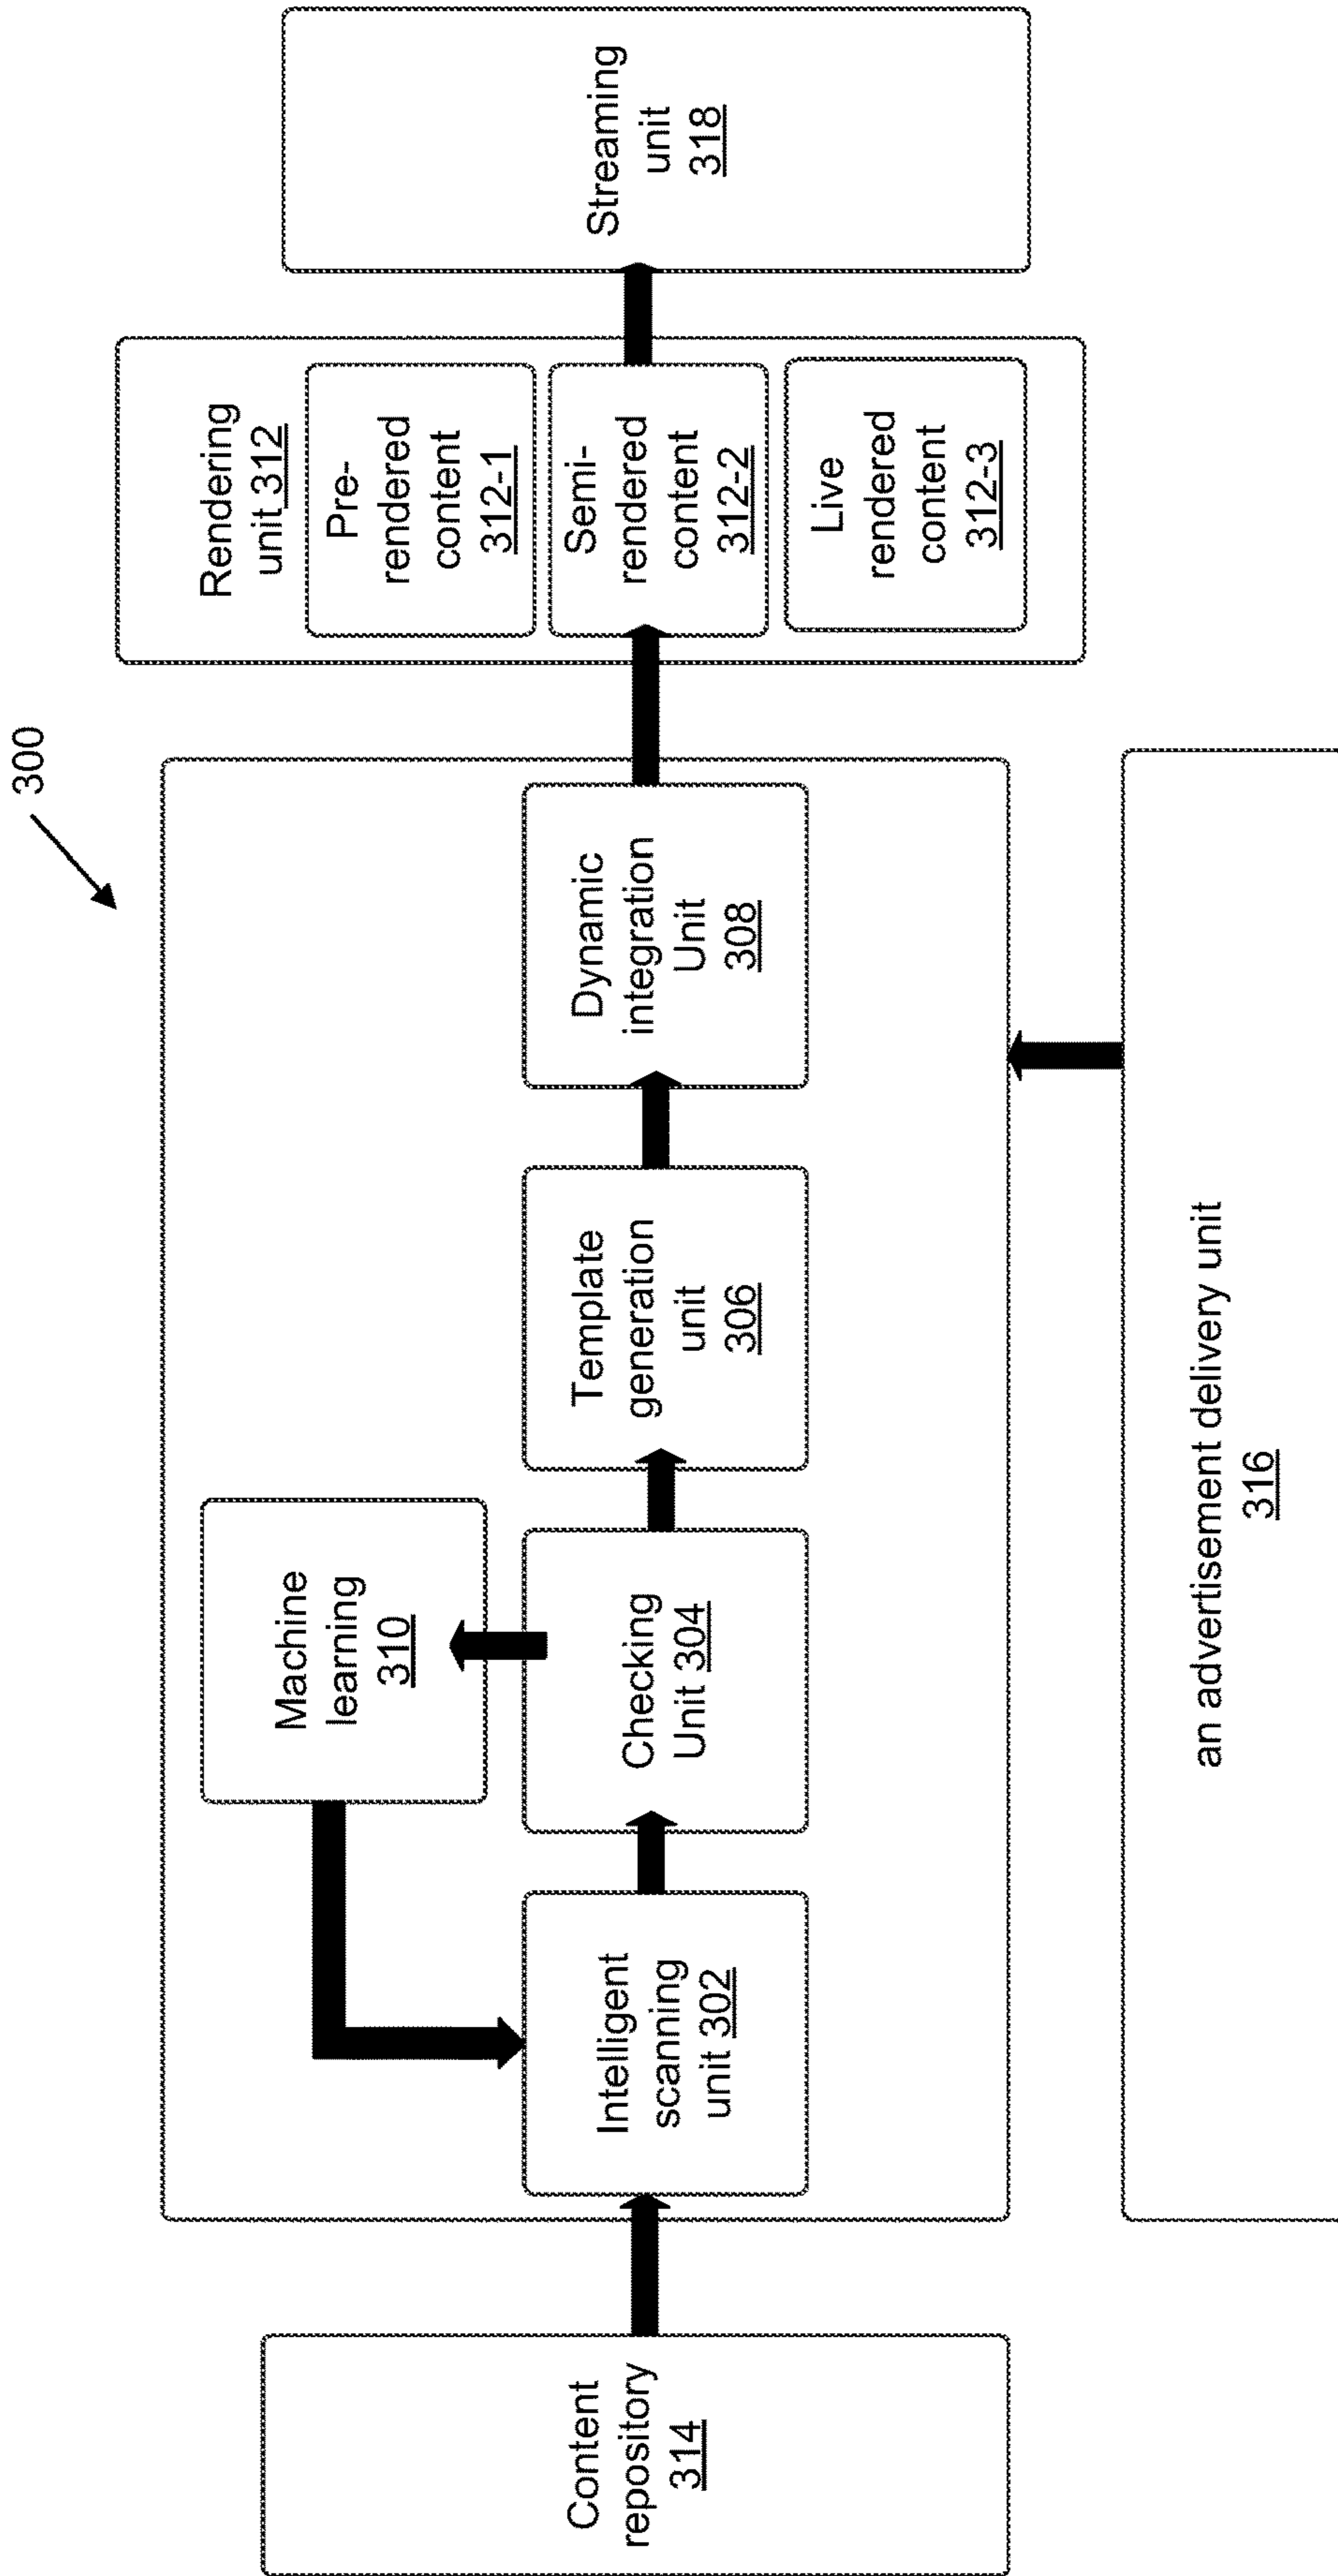 300
Content
repository
314
Intelligent
scanning
unit 302
Checking
Unit 304
Machine
learning
310
Template
generation
unit
306
Dynamic
integration
Unit
308
Rendering
unit 312
Pre-
rendered
content
312-1
Semi-
rendered
content
312-2
Live
rendered
content
312-3
Streaming
unit
318
an advertisement delivery unit
316